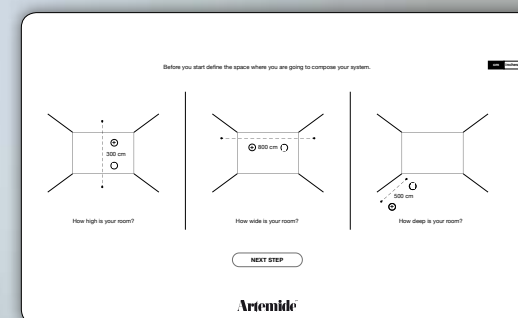 Before you start define the space where you are going to compose your system.
cm inches
300 cm
800 cm
500 cm
How high is your room?
How wide is your room?
How deep is your room?
NEXT STEP
Artemide